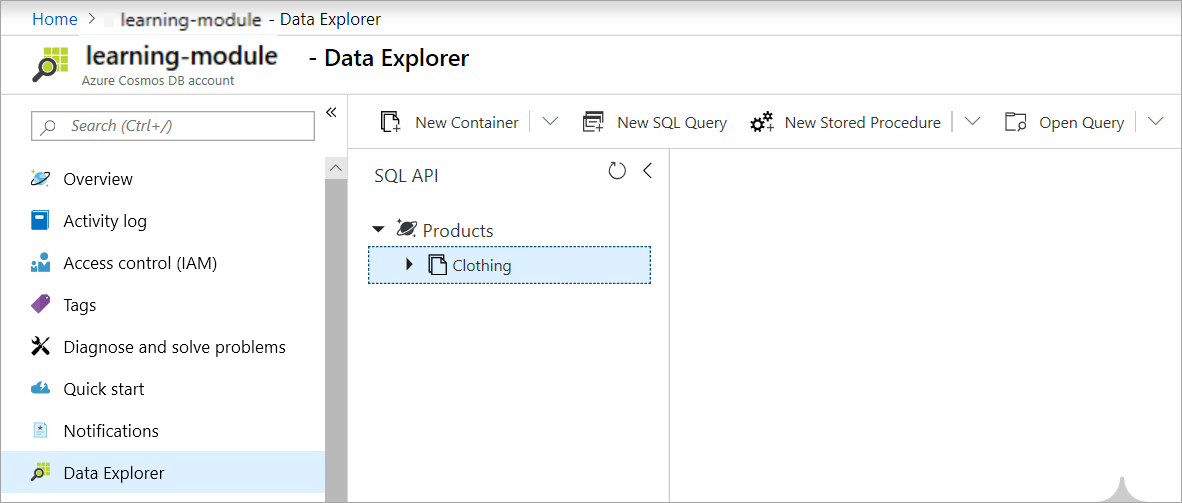 Home > learning-module - Data Explorer
learning-module - Data Explorer
Azure Cosmos DB account
Search (Ctrl+/) «
New Container New SQL Query New Stored Procedure Open Query
SQL API
Products
Clothing
Overview
Activity log
Access control (IAM)
Tags
Diagnose and solve problems
Quick start
Notifications
Data Explorer